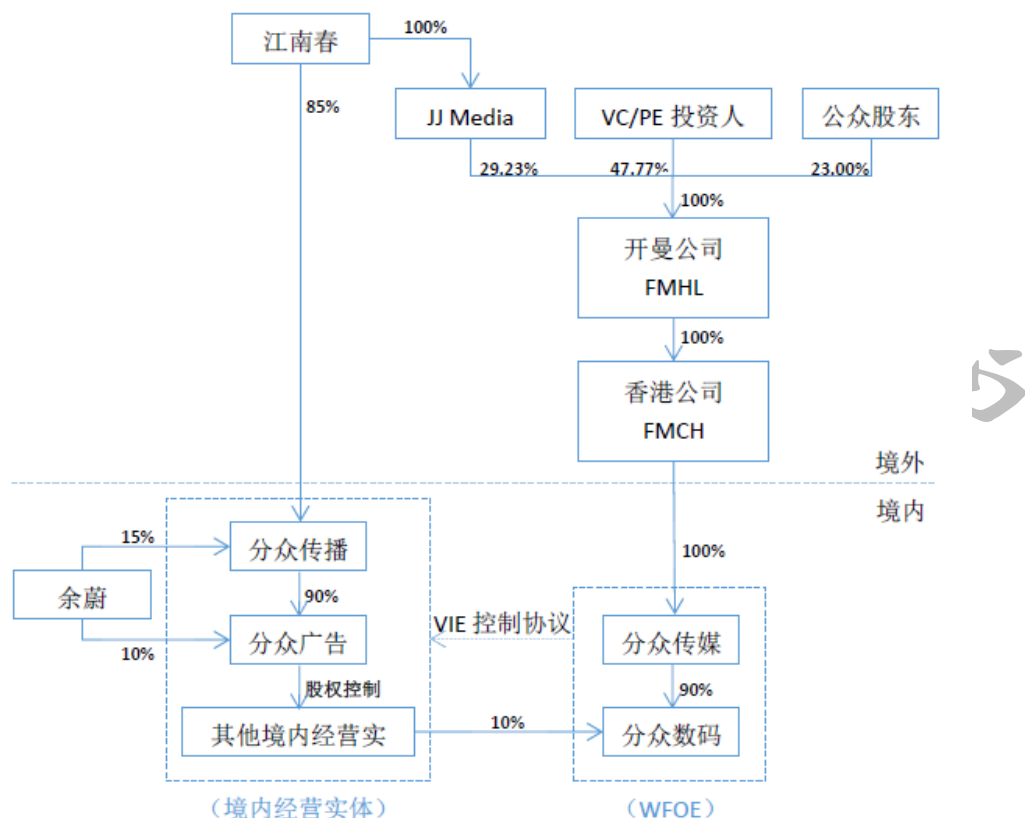 江南春
100%
85%
JJ Media
VC/PE 投资人
公众股东
29.23%
47.77%
23.00%
100%
开曼公司
FMHL
100%
香港公司
FMCH
境外
境内
15%
分众传播
100%
余蔚
90%
VIE 控制协议
分众广告
分众传媒
10%
股权控制
90%
其他境内经营实
10%
分众数码
（境内经营实体）
（WFOE）